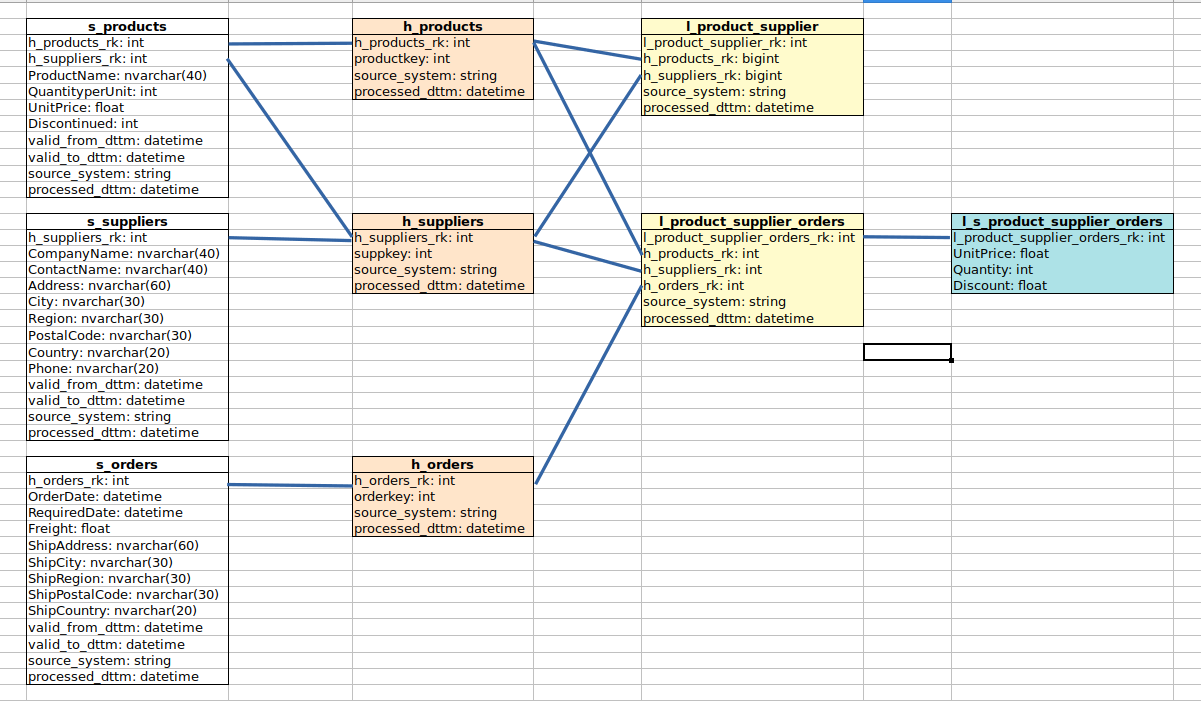 s_products
h_products_rk: int
h_suppliers_rk: int
ProductName: nvarchar(40)
QuantityperUnit: int
UnitPrice: float
Discontinued: int
valid_from_dttm: datetime
valid_to_dttm: datetime
source_system: string
processed_dttm: datetime
h_products
h_products_rk: int
productkey: int
source_system: string
processed_dttm: datetime
l_product_supplier
l_product_supplier_rk: int
h_products_rk: bigint
h_suppliers_rk: bigint
source_system: string
processed_dttm: datetime
s_suppliers
h_suppliers_rk: int
CompanyName: nvarchar(40)
ContactName: nvarchar(40)
Address: nvarchar(60)
City: nvarchar(30)
Region: nvarchar(30)
PostalCode: nvarchar(30)
Country: nvarchar(20)
Phone: nvarchar(20)
valid_from_dttm: datetime
valid_to_dttm: datetime
source_system: string
processed_dttm: datetime
h_suppliers
h_suppliers_rk: int
suppkey: int
source_system: string
processed_dttm: datetime
l_product_supplier_orders
l_product_supplier_orders_rk: int
h_products_rk: int
h_suppliers_rk: int
h_orders_rk: int
source_system: string
processed_dttm: datetime
l_s_product_supplier_orders
l_product_supplier_orders_rk: int
UnitPrice: float
Quantity: int
Discount: float
s_orders
h_orders_rk: int
OrderDate: datetime
RequiredDate: datetime
Freight: float
ShipAddress: nvarchar(60)
ShipCity: nvarchar(30)
ShipRegion: nvarchar(30)
ShipPostalCode: nvarchar(30)
ShipCountry: nvarchar(20)
valid_from_dttm: datetime
valid_to_dttm: datetime
source_system: string
processed_dttm: datetime
h_orders
h_orders_rk: int
orderkey: int
source_system: string
processed_dttm: datetime